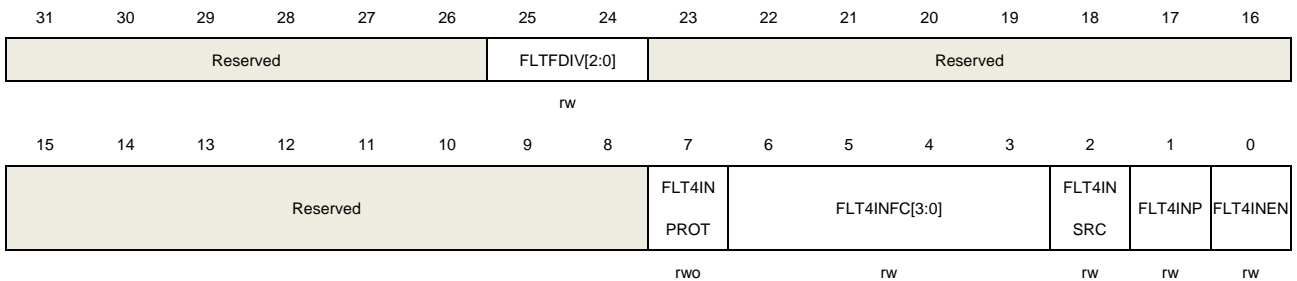 31 30 29 28 27 26 25 24 23 22 21 20 19 18 17 16
Reserved FLTFDIV[2:0] Reserved
rw
15 14 13 12 11 10 9 8 7 6 5 4 3 2 1 0
Reserved FLT4IN PROT FLT4INFC[3:0] FLT4IN SRC FLT4INP FLT4INEN
rwo rw rw rw rw